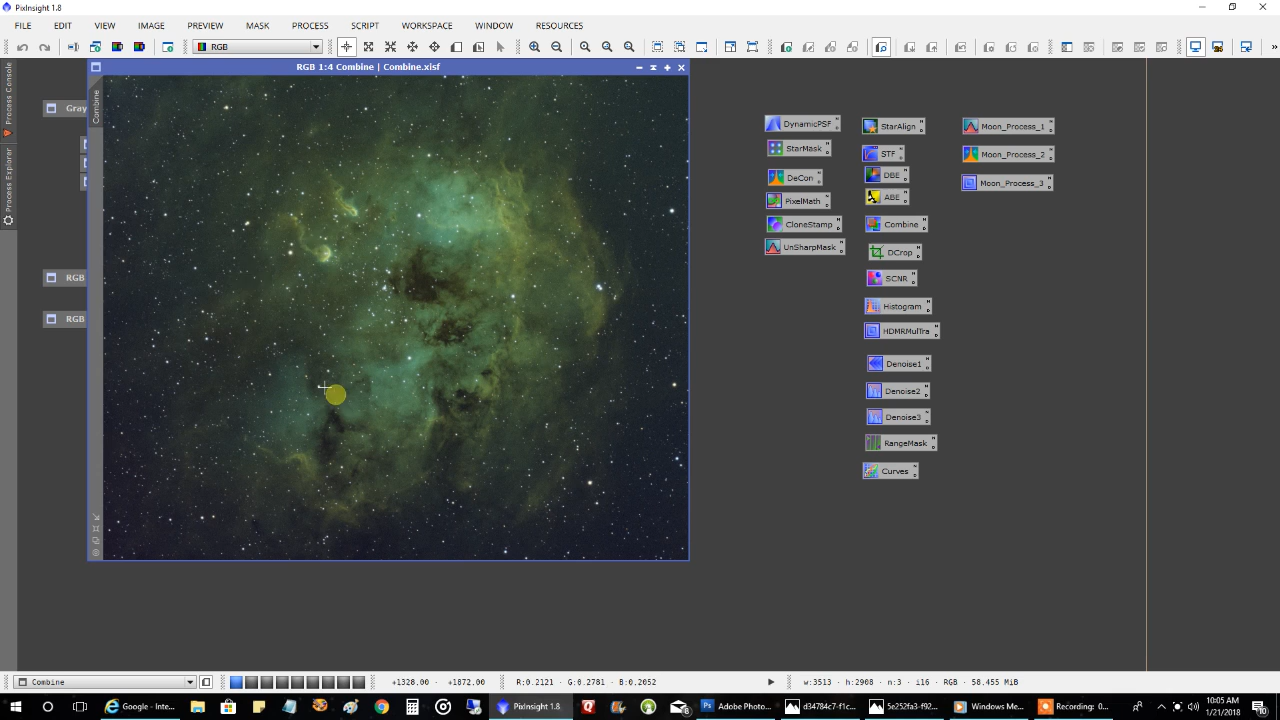 PixInsight 1.8
FILE EDIT VIEW IMAGE PREVIEW MASK PROCESS SCRIPT WORKSPACE WINDOW RESOURCES
RGB
»
RGB 1:4 Combine | Combine.xisf
Process Console
Process Explorer
Combine
Gray
RGB
RGB
DynamicPSF
StarMask
DeCon
PixelMath
CloneStamp
UnSharpMask
StarAlign
STF
DBE
ABE
Combine
DCrop
SCNR
Histogram
HDMRMulTra
Denoise1
Denoise2
Denoise3
RangeMask
Curves
Moon_Process_1
Moon_Process_2
Moon_Process_3
Combine
+1328.00 · +1872.00
R:0.2121 · G:0.2781 · B:0.2052
w:3513 · h:2908 · n:3 · i16 · RGB · 58.455 MiB
Google - Inte...
PixInsight 1.8
Adobe Photo...
d34784c7-f1c...
5e252fa3-f92...
Windows Me...
Recording: 0...
10:05 AM
1/21/2018